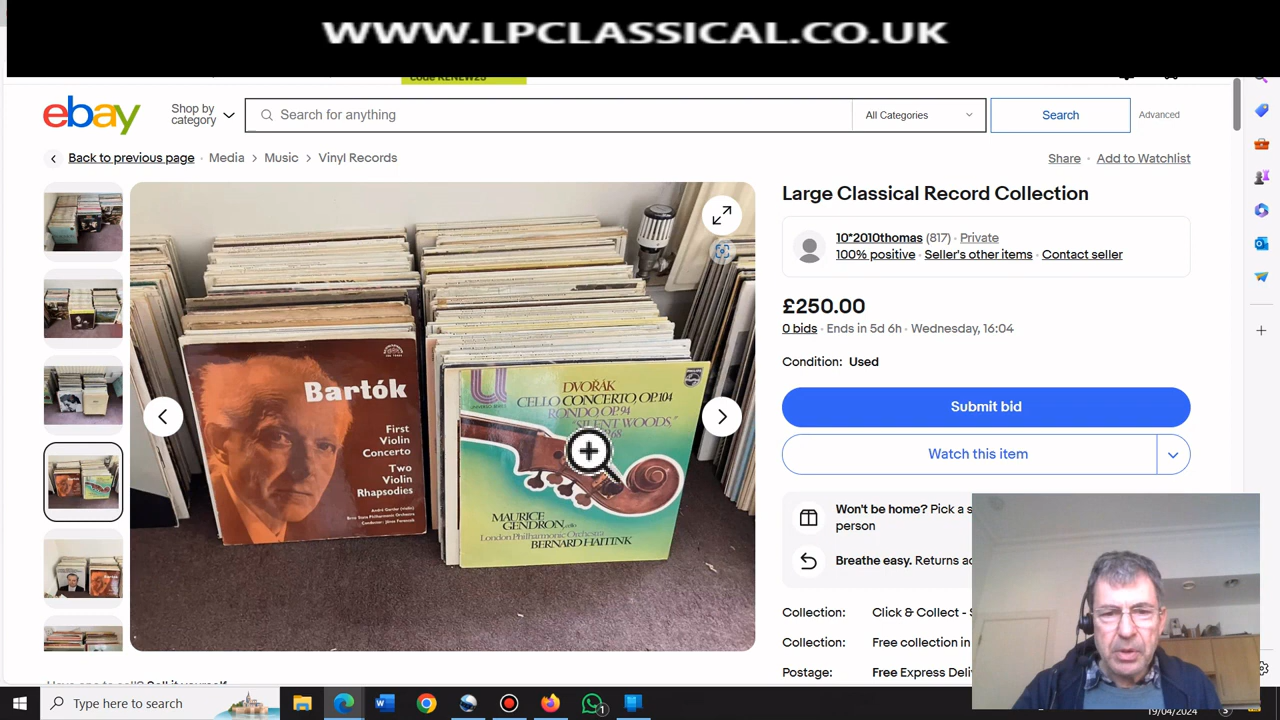 WWW.LPCLASSICAL.CO.UK
ebay
Shop by
category
Search for anything
All Categories
Search
Advanced
Back to previous page · Media > Music > Vinyl Records
Share · Add to Watchlist
Large Classical Record Collection
10*2010thomas (817) · Private
100% positive · Seller's other items · Contact seller
£250.00
0 bids · Ends in 5d 6h · Wednesday, 16:04
Condition: Used
Submit bid
Watch this item
Won't be home? Pick a
person
Breathe easy. Returns
Collection: Click & Collect -
Collection: Free collection in
Postage: Free Express
Bartók
First
Violin
Concerto
Two
Violin
Rhapsodies
PHILIPS
DVOŘÁK
CELLO CONCERTO, OP.104
RONDO, OP.94
"SILENT WOODS,"
MAURICE
GENDRON, cello
London Philharmonic Orchestra
BERNARD HAITINK
Type here to search
1
19/04/2024